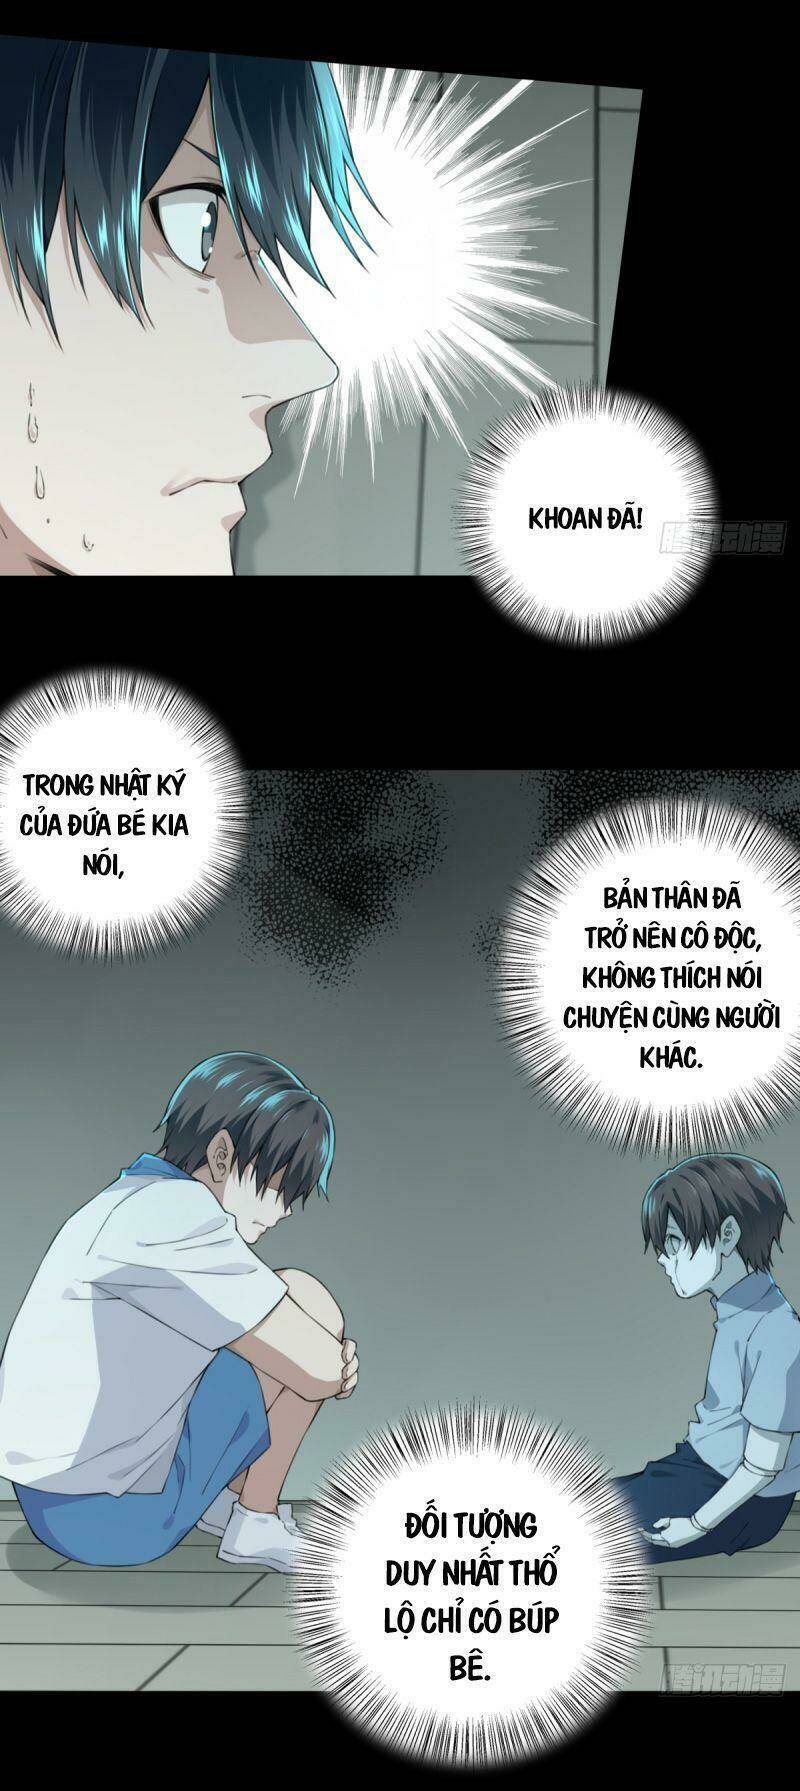 KHOAN ĐÃ!
腾讯动漫
TRONG NHẬT KÝ
CỦA ĐỨA BÉ KIA
NÓI,
BẢN THÂN ĐÃ
TRỞ NÊN CÔ ĐỘC,
KHÔNG THÍCH NÓI
CHUYỆN CÙNG NGƯỜI
KHÁC.
ĐỐI TƯỢNG
DUY NHẤT THỔ
LỘ CHỈ CÓ BÚP
BÊ.
腾讯动漫